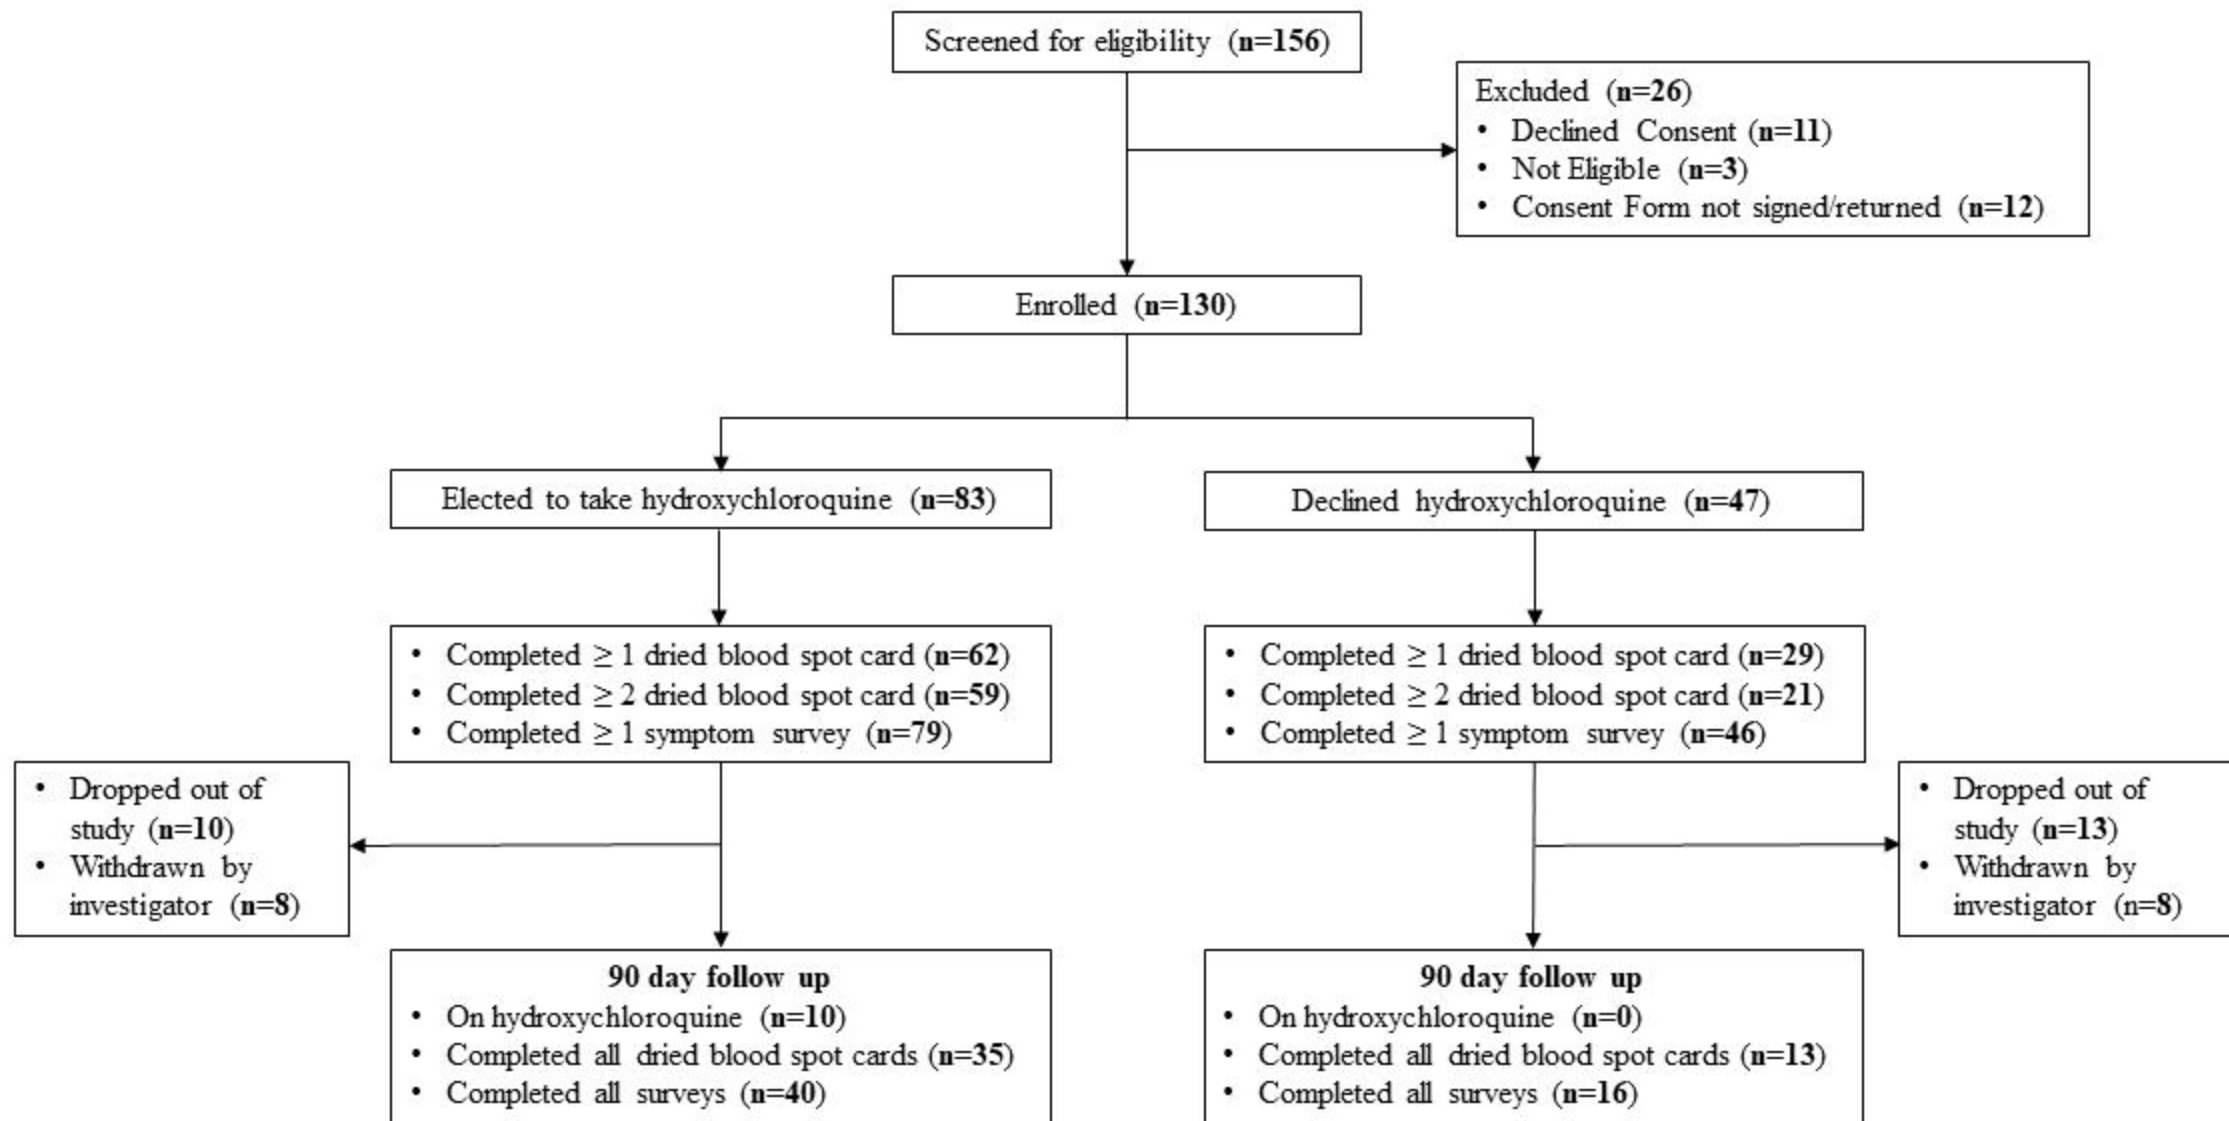 Screened for eligibility (n=156)
Excluded (n=26)
• Declined Consent (n=11)
• Not Eligible (n=3)
• Consent Form not signed/returned (n=12)
Enrolled (n=130)
Elected to take hydroxychloroquine (n=83)
Declined hydroxychloroquine (n=47)
• Completed ≥ 1 dried blood spot card (n=62)
• Completed ≥ 2 dried blood spot card (n=59)
• Completed ≥ 1 symptom survey (n=79)
• Completed ≥ 1 dried blood spot card (n=29)
• Completed ≥ 2 dried blood spot card (n=21)
• Completed ≥ 1 symptom survey (n=46)
• Dropped out of
study (n=10)
• Withdrawn by
investigator (n=8)
• Dropped out of
study (n=13)
• Withdrawn by
investigator (n=8)
90 day follow up
• On hydroxychloroquine (n=10)
• Completed all dried blood spot cards (n=35)
• Completed all surveys (n=40)
90 day follow up
• On hydroxychloroquine (n=0)
• Completed all dried blood spot cards (n=13)
• Completed all surveys (n=16)